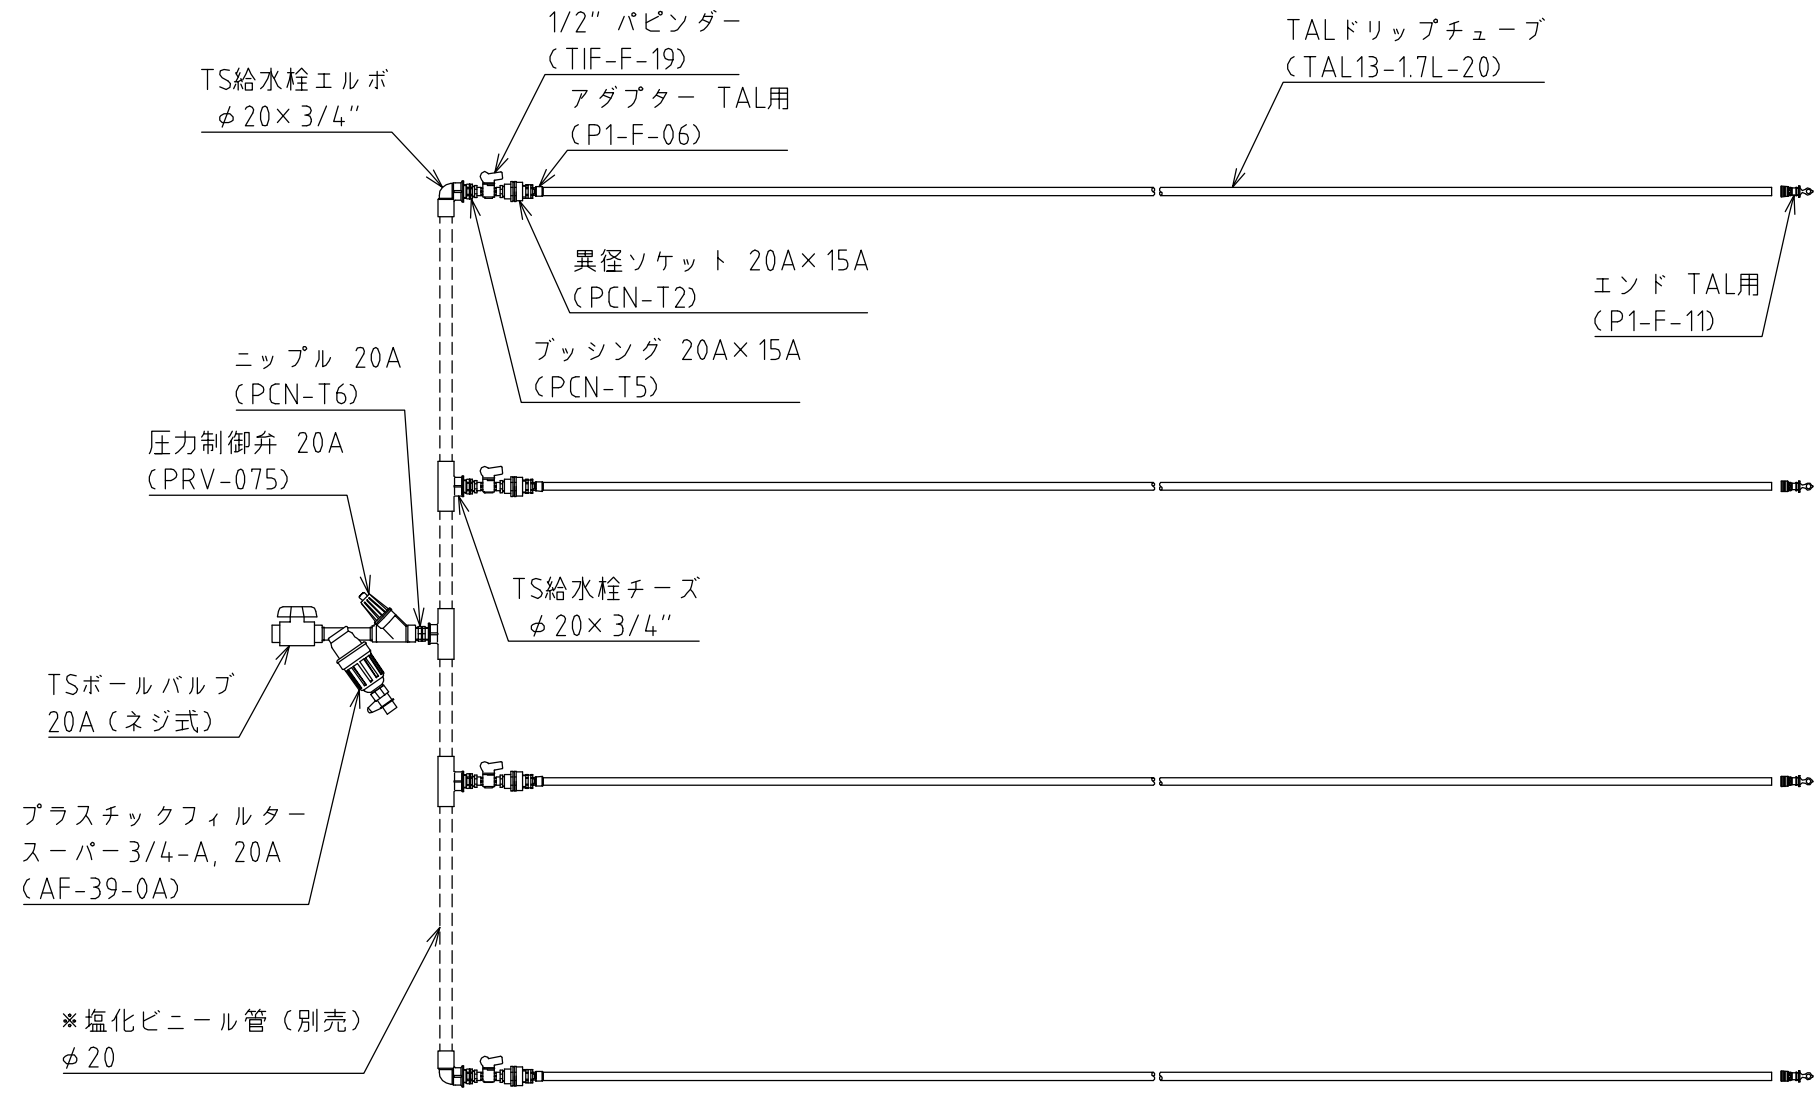 1/2" パピンダー
(TIF-F-19)
TALドリップチューブ
(TAL13-1.7L-20)
TS給水栓エルボ
φ20×3/4"
アダプター TAL用
(P1-F-06)
異径ソケット 20A×15A
(PCN-T2)
エンド TAL用
(P1-F-11)
ブッシング 20A×15A
(PCN-T5)
ニップル 20A
(PCN-T6)
圧力制御弁 20A
(PRV-075)
TS給水栓チーズ
φ20×3/4"
TSボールバルブ
20A(ネジ式)
プラスチックフィルター
スーパー3/4-A, 20A
(AF-39-0A)
※塩化ビニール管(別売)
φ20